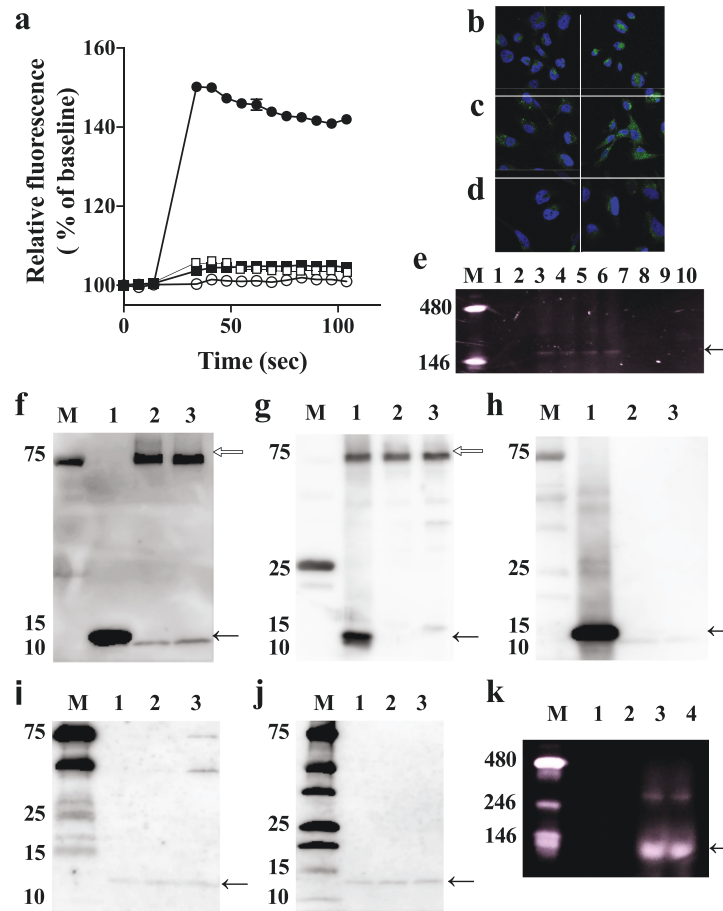 a
160
140
120
100
Relative fluorescence
( % of baseline)
0
50
100
Time (sec)
b
c
d
e
M 1 2 3 4 5 6 7 8 9 10
480
146
f
M 1 2 3
75
15
10
g
M 1 2 3
75
25
15
10
h
M 1 2 3
75
25
15
10
i
M 1 2 3
75
25
15
10
j
M 1 2 3
75
25
15
10
k
M 1 2 3 4
480
246
146